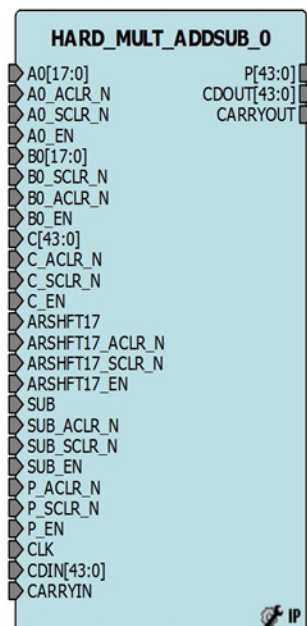 HARD_MULT_ADDSUB_0
A0[17:0] P[43:0]
A0_ACLR_N CDOUT[43:0]
A0_SCLR_N CARRYOUT
A0_EN
B0[17:0]
B0_SCLR_N
B0_ACLR_N
B0_EN
C[43:0]
C_ACLR_N
C_SCLR_N
C_EN
ARSHFT17
ARSHFT17_ACLR_N
ARSHFT17_SCLR_N
ARSHFT17_EN
SUB
SUB_ACLR_N
SUB_SCLR_N
SUB_EN
P_ACLR_N
P_SCLR_N
P_EN
CLK
CDIN[43:0]
CARRYIN
IP